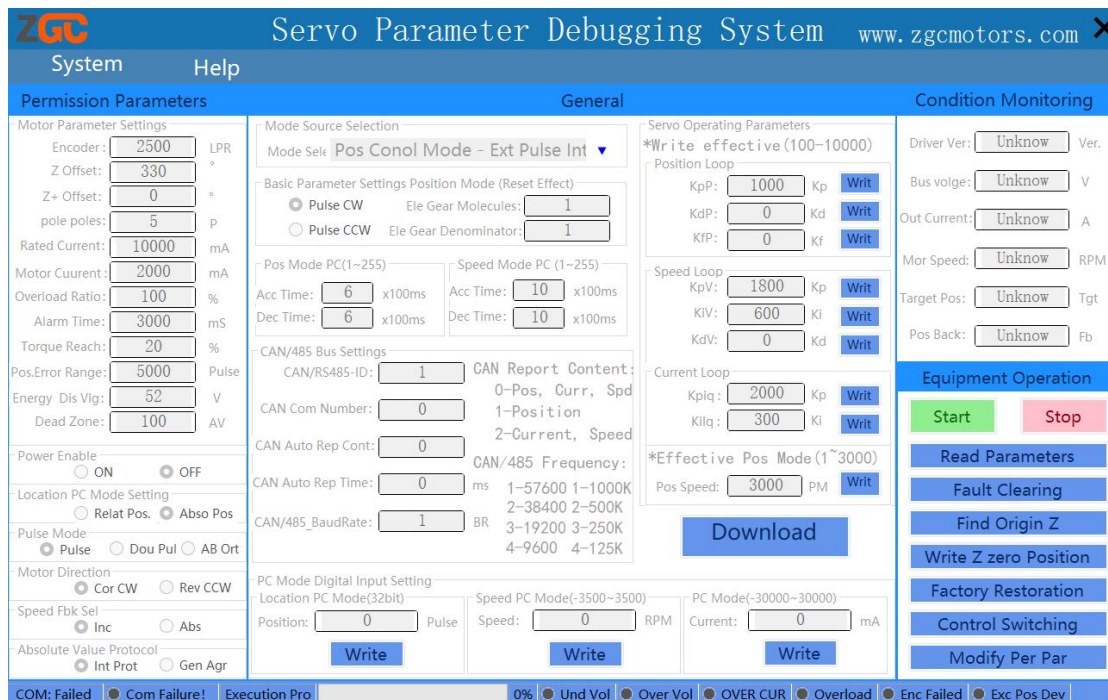 ZGC Servo Parameter Debugging System www.zgcmotors.com X
System Help
Permission Parameters
Motor Parameter Settings
Encoder: 2500 LPR
Z Offset: 330 °
Z+ Offset: 0 °
pole poles: 5 P
Rated Current: 10000 mA
Motor Cuurent: 2000 mA
Overload Ratio: 100 %
Alarm Time: 3000 mS
Torque Reach: 20 %
Pos.Error Range: 5000 Pulse
Energy Dis Vig: 52 V
Dead Zone: 100 AV
Power Enable
ON OFF
Location PC Mode Setting
Relat Pos. Abso Pos
Pulse Mode
Pulse Dou Pul AB Ort
Motor Direction
Cor CW Rev CCW
Speed Fbk Sel
Inc Abs
Absolute Value Protocol
Int Prot Gen Agr
General
Mode Source Selection
Mode Sele Pos Conol Mode - Ext Pulse Int
Basic Parameter Settings Position Mode (Reset Effect)
Pulse CW Ele Gear Molecules: 1
Pulse CCW Ele Gear Denominator: 1
Pos Mode PC(1~255)
Acc Time: 6 x100ms
Dec Time: 6 x100ms
Speed Mode PC (1~255)
Acc Time: 10 x100ms
Dec Time: 10 x100ms
CAN/485 Bus Settings
CAN/RS485-ID: 1
CAN Com Number: 0
CAN Auto Rep Cont: 0
CAN Auto Rep Time: 0 ms
CAN/485_BaudRate: 1 BR
CAN Report Content:
0-Pos, Curr, Spd
1-Position
2-Current, Speed
CAN/485 Frequency:
1-57600 1-1000K
2-38400 2-500K
3-19200 3-250K
4-9600 4-125K
Servo Operating Parameters
*Write effective(100-10000)
Position Loop
KpP: 1000 Kp Writ
KdP: 0 Kd Writ
KfP: 0 Kf Writ
Speed Loop
KpV: 1800 Kp Writ
KIV: 600 Ki Writ
KdV: 0 Kd Writ
Current Loop
Kpiq: 2000 Kp Writ
KiIq: 300 Ki Writ
*Effective Pos Mode(1~3000)
Pos Speed: 3000 PM Writ
Download
PC Mode Digital Input Setting
Location PC Mode(32bit)
Position: 0 Pulse
Write
Speed PC Mode(-3500~3500)
Speed: 0 RPM
Write
PC Mode(-30000~30000)
Current: 0 mA
Write
Condition Monitoring
Driver Ver: Unknow Ver.
Bus volge: Unknow V
Out Current: Unknow A
Mor Speed: Unknow RPM
Target Pos: Unknow Tgt
Pos Back: Unknow Fb
Equipment Operation
Start Stop
Read Parameters
Fault Clearing
Find Origin Z
Write Z zero Position
Factory Restoration
Control Switching
Modify Per Par
COM: Failed Com Failure! Execution Pro 0% Und Vol Over Vol OVER CUR Overload Enc Failed Exc Pos Dev